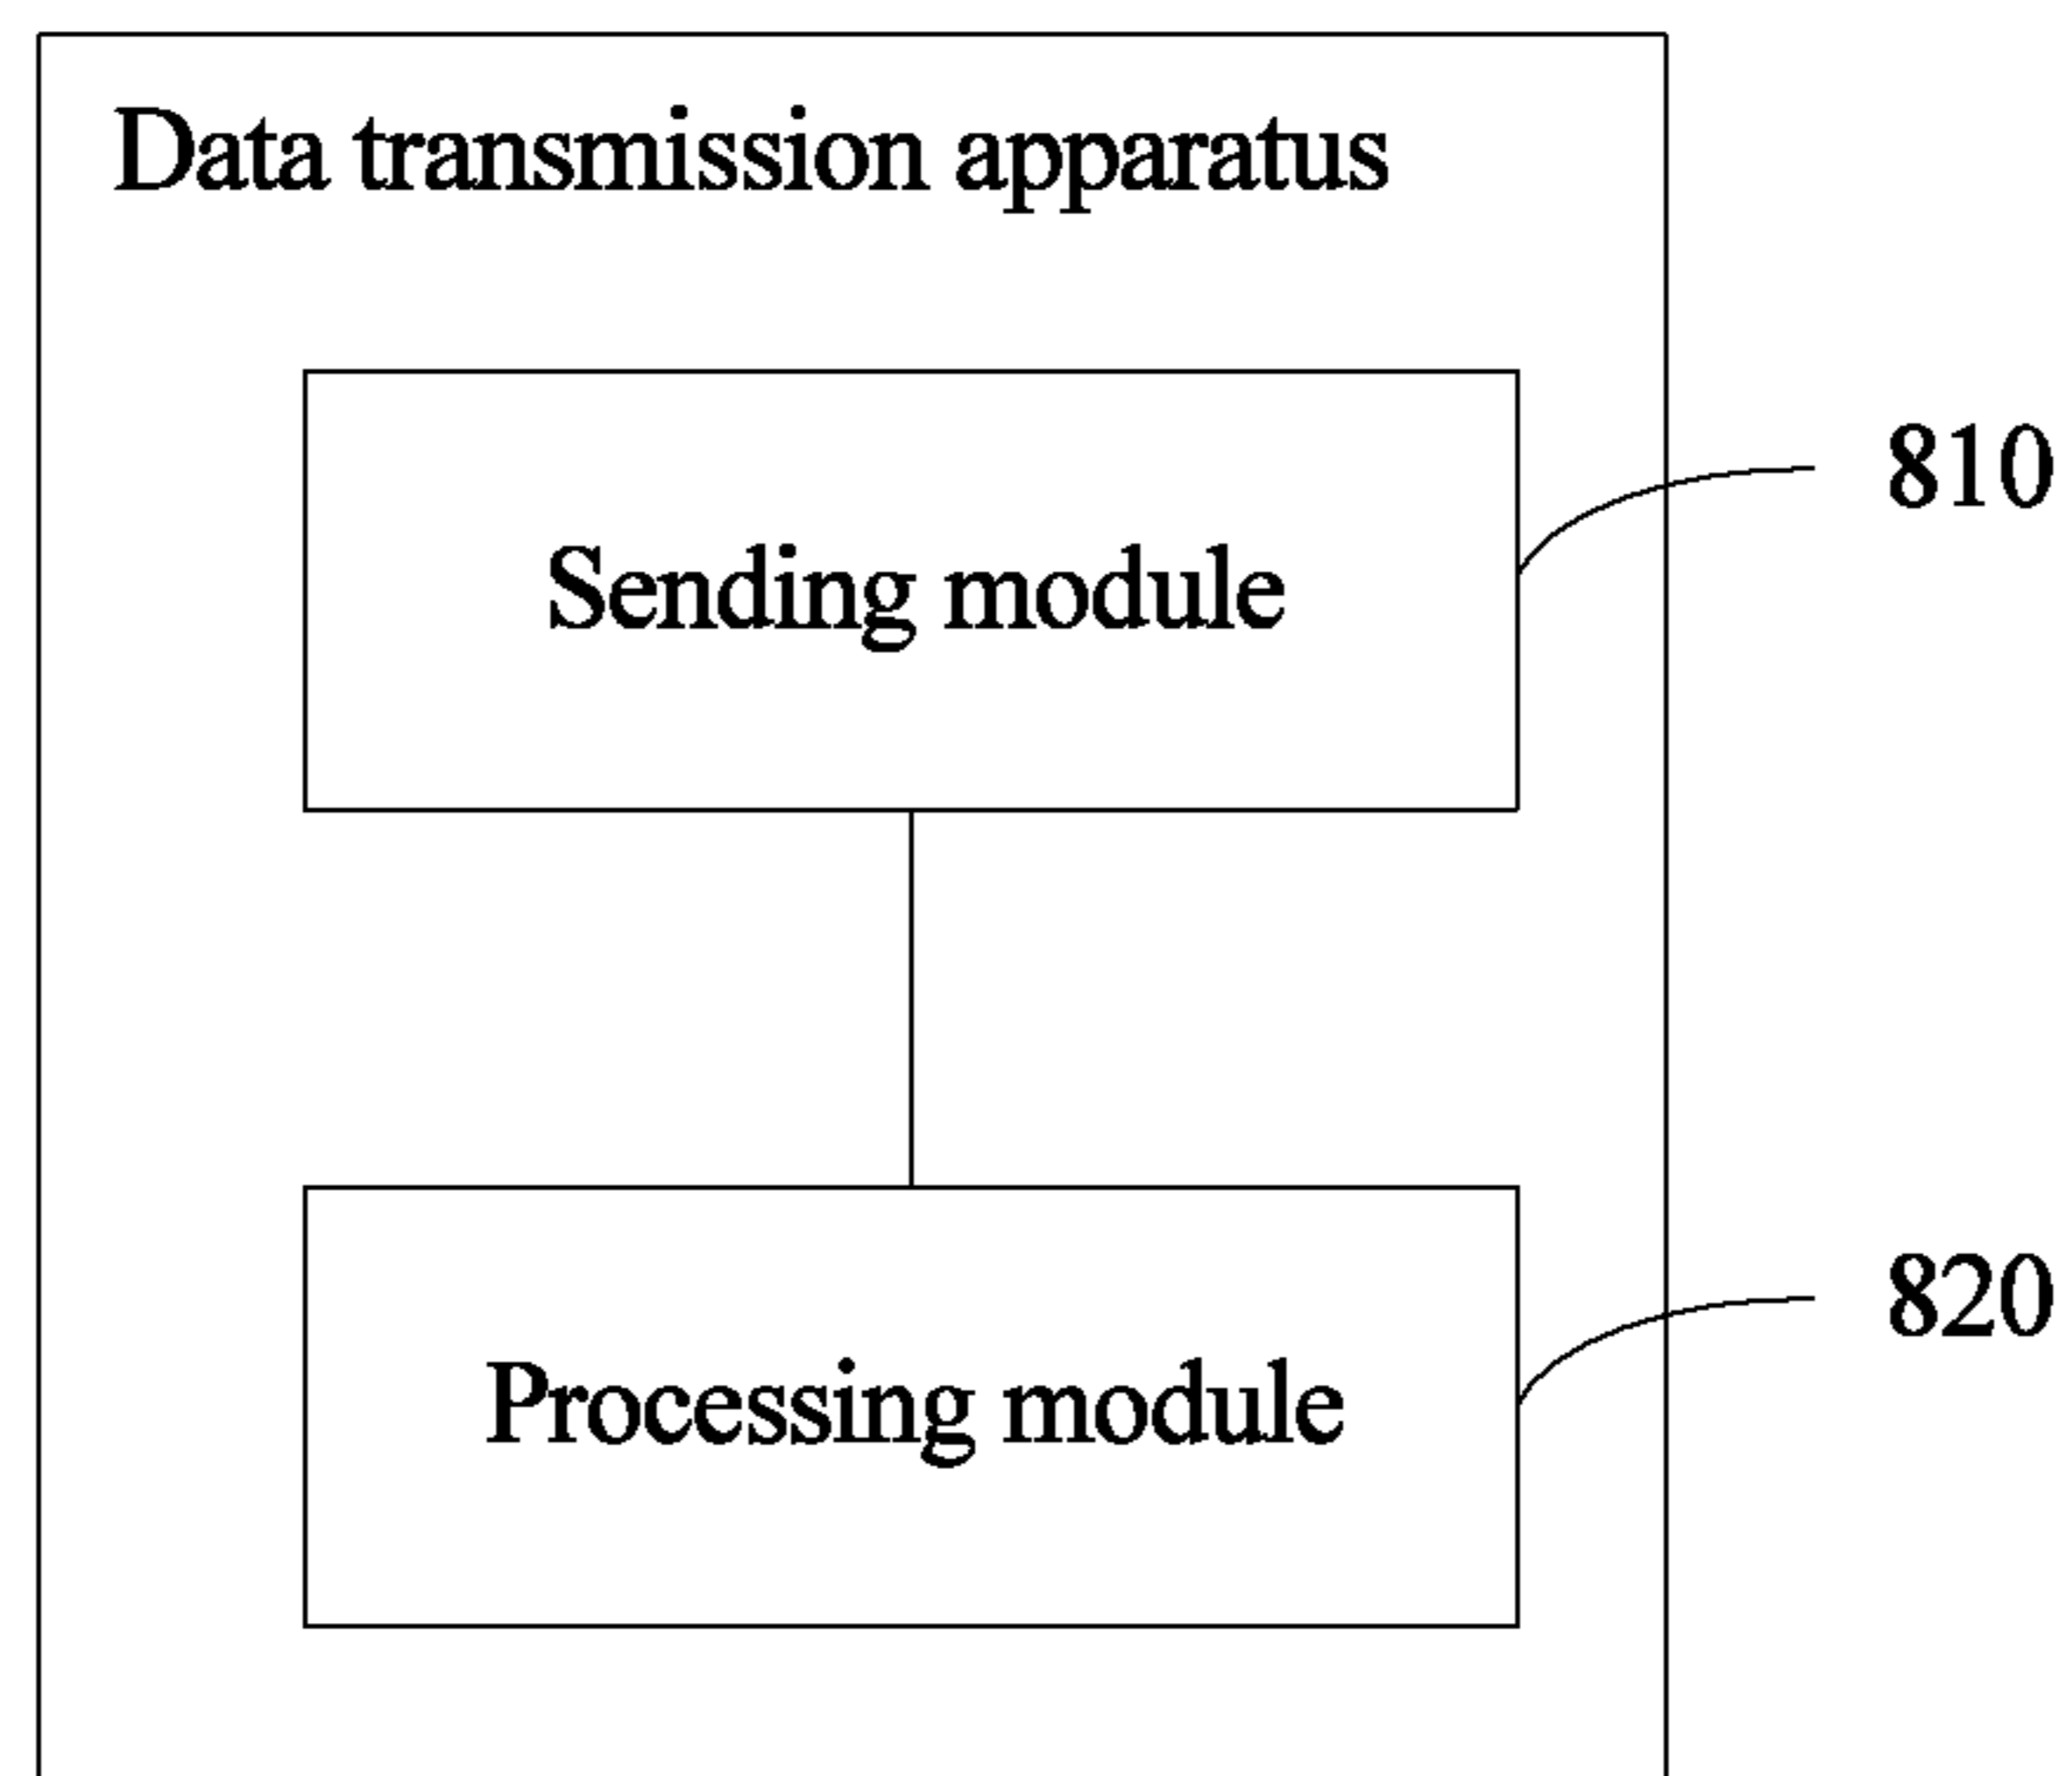 Data transmission apparatus
810
Sending module
820
Processing module